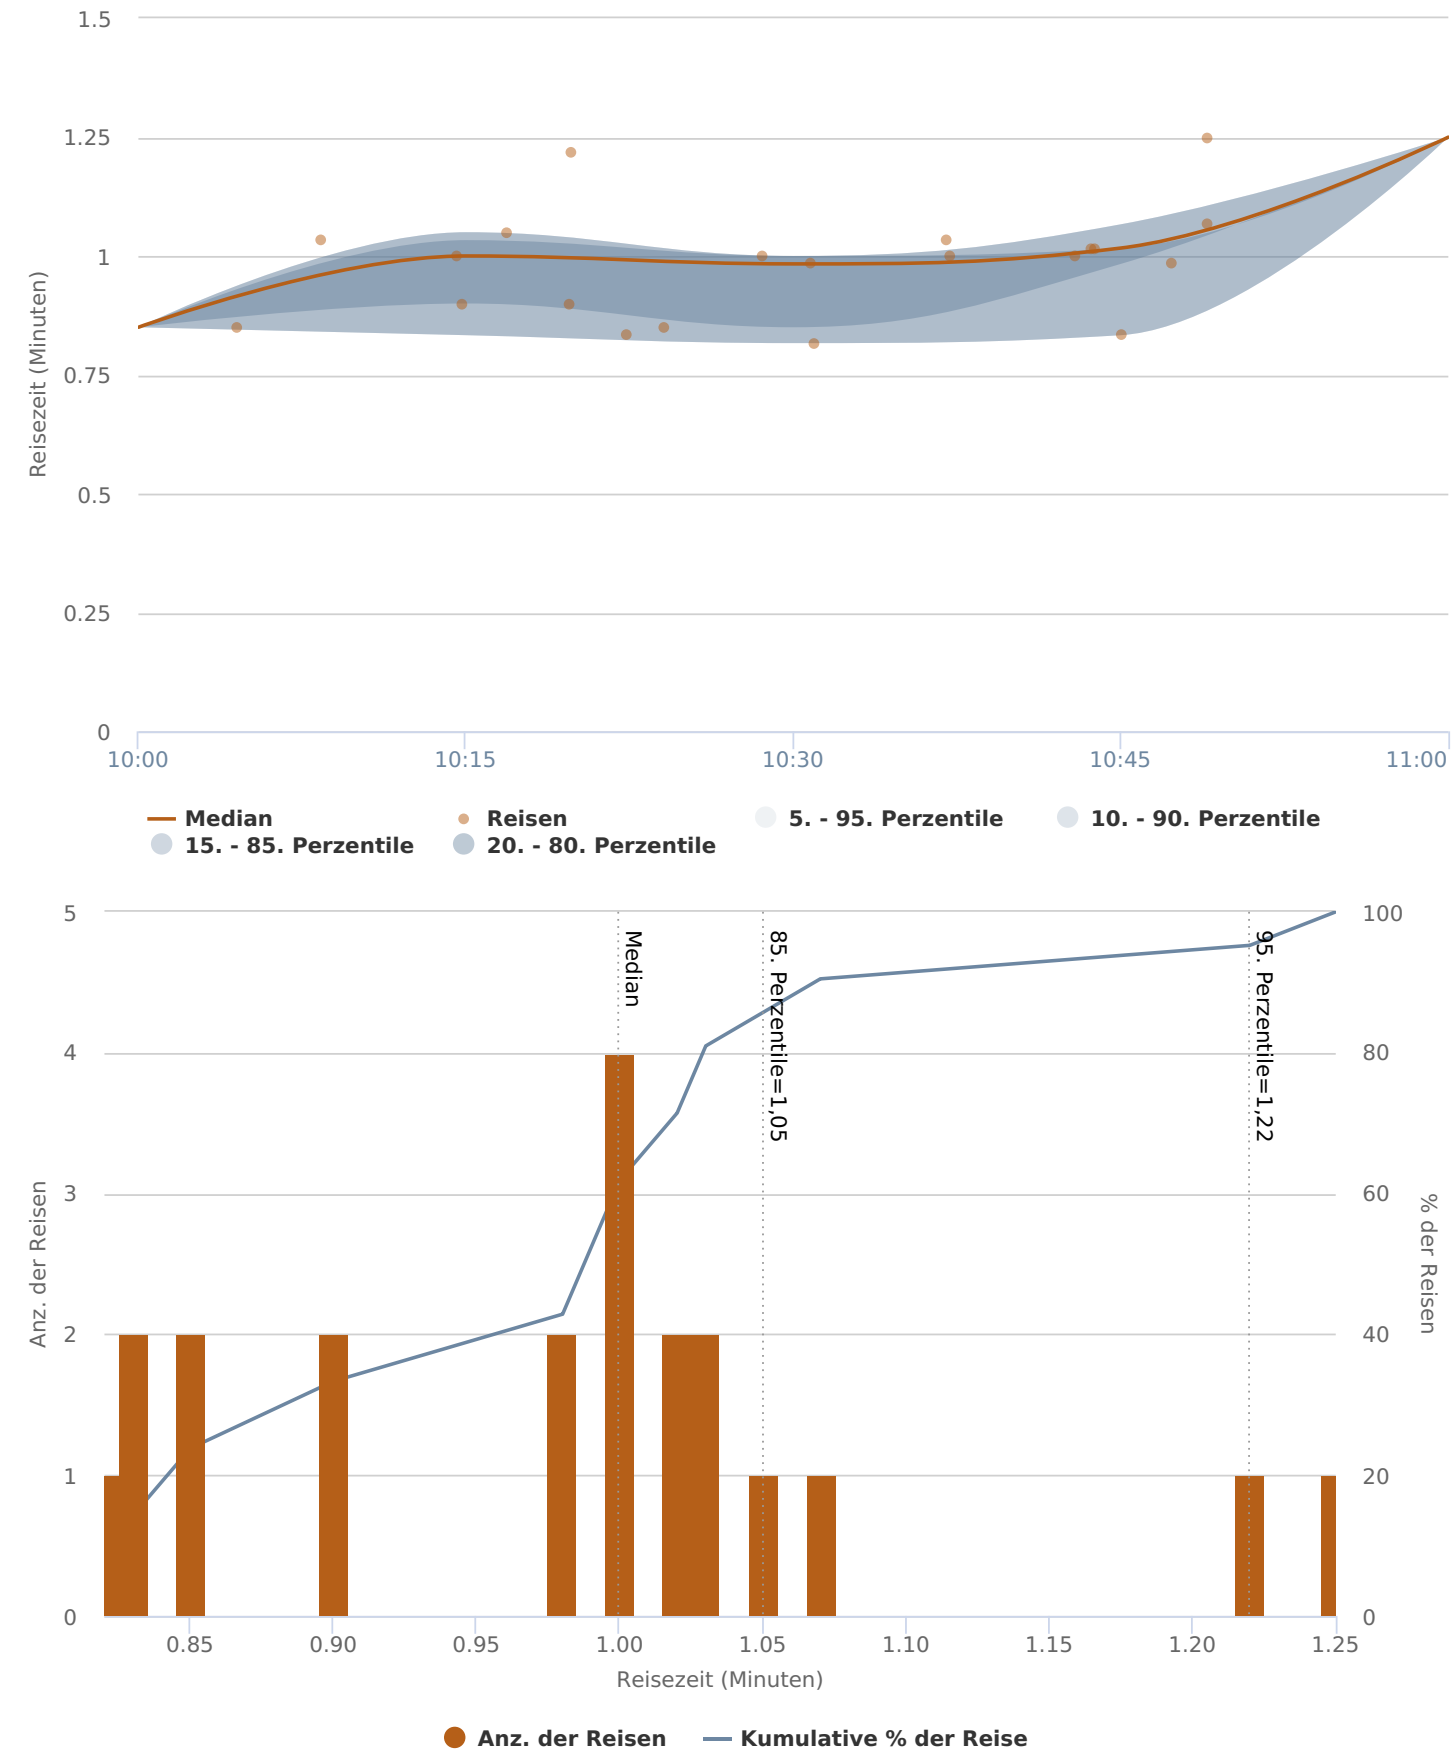 1.5
1.25
1
0.75
0.5
0.25
0
Reisezeit (Minuten)
10:00 10:15 10:30 10:45 11:00
Median Reisen 5. - 95. Perzentile 10. - 90. Perzentile
15. - 85. Perzentile 20. - 80. Perzentile
5
4
3
2
1
0
Anz. der Reisen
Median
85. Perzentile=1,05
95. Perzentile=1,22
100
80
60
40
20
0
% der Reisen
0.85 0.90 0.95 1.00 1.05 1.10 1.15 1.20 1.25
Reisezeit (Minuten)
Anz. der Reisen Kumulative % der Reise